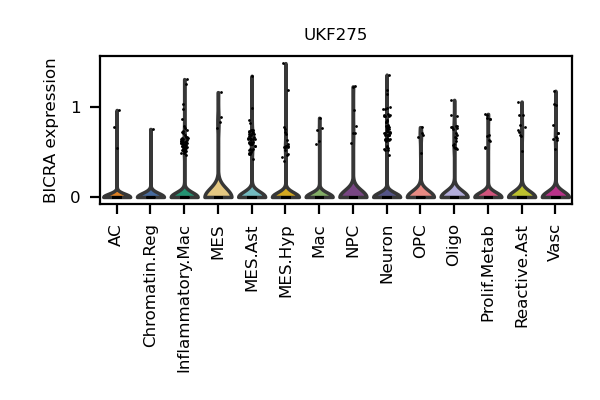 UKF275
BICRA expression
1
0
AC
Chromatin.Reg
Inflammatory.Mac
MES
MES.Ast
MES.Hyp
Mac
NPC
Neuron
OPC
Oligo
Prolif.Metab
Reactive.Ast
Vasc